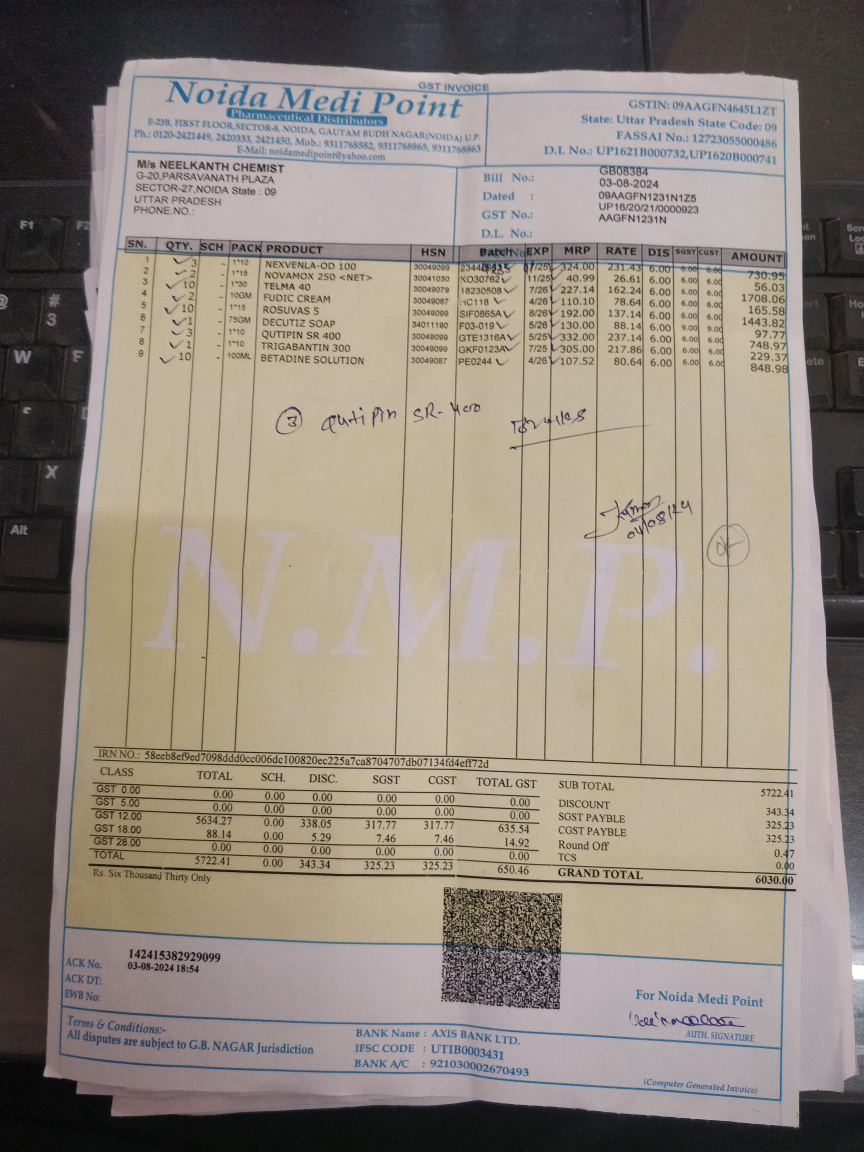 GST INVOICE
Noida Medi Point
Pharmaceutical Distributors
E-23B, FIRST FLOOR,SECTOR-8, NOIDA, GAUTAM BUDH NAGAR(NOIDA) U.P.
Ph.: 0120-2421449, 2420333, 2421450, Mob.: 9311768582, 9311768865, 9311768863
E-Mail: noidamedipoint@yahoo.com
GSTIN: 09AAGFN4645L1ZT
State: Uttar Pradesh State Code: 09
FASSAI No.: 12723055000486
D.L No.: UP1621B000732,UP1620B000741
M/s NEELKANTH CHEMIST
G-20,PARSAVANATH PLAZA
SECTOR-27,NOIDA State : 09
UTTAR PRADESH
PHONE.NO.:
Bill No.: GB08384
Dated : 03-08-2024
GST No.: 09AAGFN1231N1Z5
UP16/20/21/0000923
D.L. No.: AAGFN1231N
SN. QTY. SCH PACK PRODUCT HSN Batch No EXP MRP RATE DIS SGST CGST AMOUNT
1 3 - 1*10 NEXVENLA-OD 100 30049099 7/25 324.00 231.43 6.00 6.00 6.00 730.95
2 2 - 1*15 NOVAMOX 250 <NET> 30041030 KO30762 11/25 40.99 26.61 6.00 6.00 6.00 56.03
3 10 - 1*30 TELMA 40 30049079 18230508 7/26 227.14 162.24 6.00 6.00 6.00 1708.06
4 2 - 10GM FUDIC CREAM 30049087 HC118 4/26 110.10 78.64 6.00 6.00 6.00 165.58
5 10 - 1*15 ROSUVAS 5 30049099 SIF0865A 8/26 192.00 137.14 6.00 6.00 6.00 1443.82
6 1 - 75GM DECUTIZ SOAP 34011190 F03-019 5/26 130.00 88.14 6.00 9.00 9.00 97.77
7 3 - 1*10 QUTIPIN SR 400 30049099 GTE1316A 5/25 332.00 237.14 6.00 6.00 6.00 748.97
8 1 - 1*10 TRIGABANTIN 300 30049099 GKF0123A 7/25 305.00 217.86 6.00 6.00 6.00 229.37
9 10 - 100ML BETADINE SOLUTION 30049087 PE0244 4/26 107.52 80.64 6.00 6.00 6.00 848.98
3 Qutipin SR-400
04/08/24
OK
N.M.P.
IRN NO.: 58eeb8ef9ed7098ddd0cc006dc100820ec225a7ca8704707db07134fd4eff72d
CLASS TOTAL SCH. DISC. SGST CGST TOTAL GST
GST 0.00 0.00 0.00 0.00 0.00 0.00 0.00
GST 5.00 0.00 0.00 0.00 0.00 0.00 0.00
GST 12.00 5634.27 0.00 338.05 317.77 317.77 635.54
GST 18.00 88.14 0.00 5.29 7.46 7.46 14.92
GST 28.00 0.00 0.00 0.00 0.00 0.00 0.00
TOTAL 5722.41 0.00 343.34 325.23 325.23 650.46
SUB TOTAL 5722.41
DISCOUNT 343.34
SGST PAYBLE 325.23
CGST PAYBLE 325.23
Round Off 0.47
TCS 0.00
GRAND TOTAL 6030.00
Rs. Six Thousand Thirty Only
ACK No. 142415382929099
ACK DT: 03-08-2024 18:54
EWB No:
For Noida Medi Point
AUTH. SIGNATURE
Terms & Conditions:-
All disputes are subject to G.B. NAGAR Jurisdiction
BANK Name : AXIS BANK LTD.
IFSC CODE : UTIB0003431
BANK A/C : 921030002670493
(Computer Generated Invoice)
F1
F2
#
3
W
E
F
X
Alt